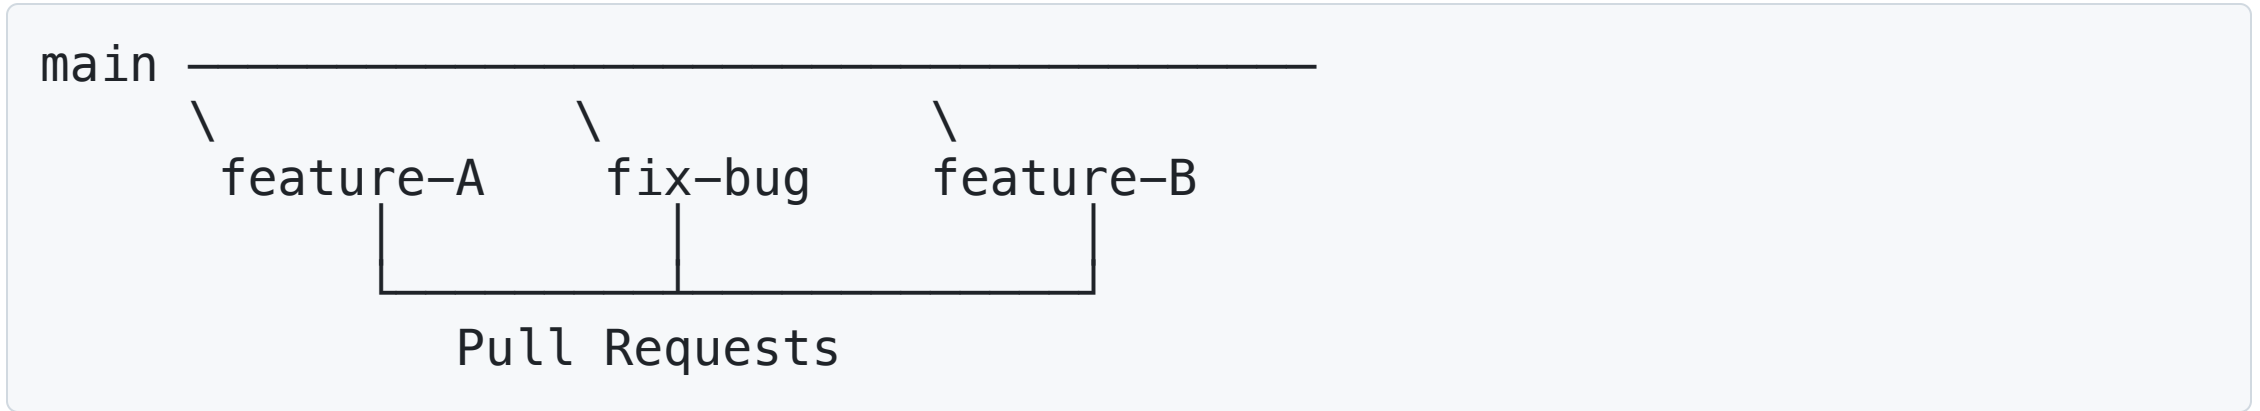 main ──────────────────────────────────────
     \            \           \
      feature-A    fix-bug    feature-B
           │         │             │
           └─────────┴─────────────┘
              Pull Requests